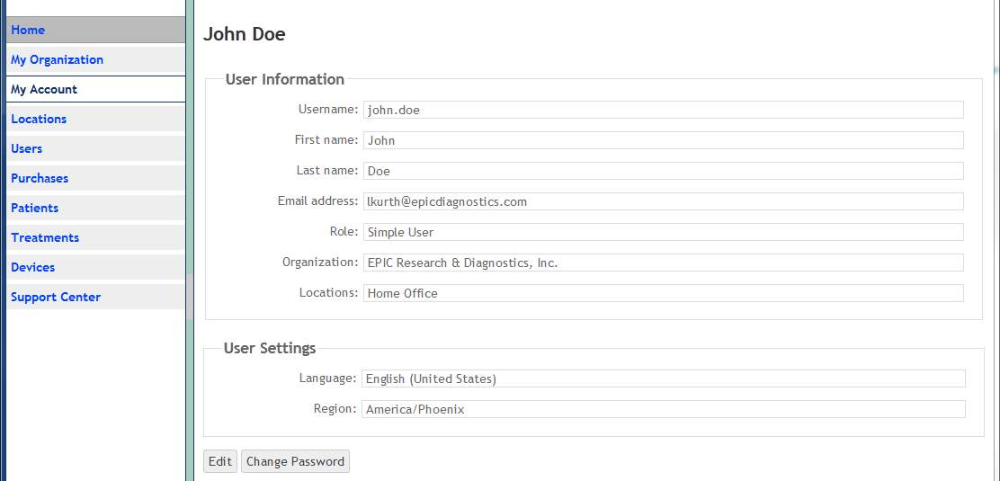 Home
My Organization
My Account
Locations
Users
Purchases
Patients
Treatments
Devices
Support Center
John Doe
User Information
Username: john.doe
First name: John
Last name: Doe
Email address: lkurth@epicdiagnostics.com
Role: Simple User
Organization: EPIC Research & Diagnostics, Inc.
Locations: Home Office
User Settings
Language: English (United States)
Region: America/Phoenix
Edit Change Password